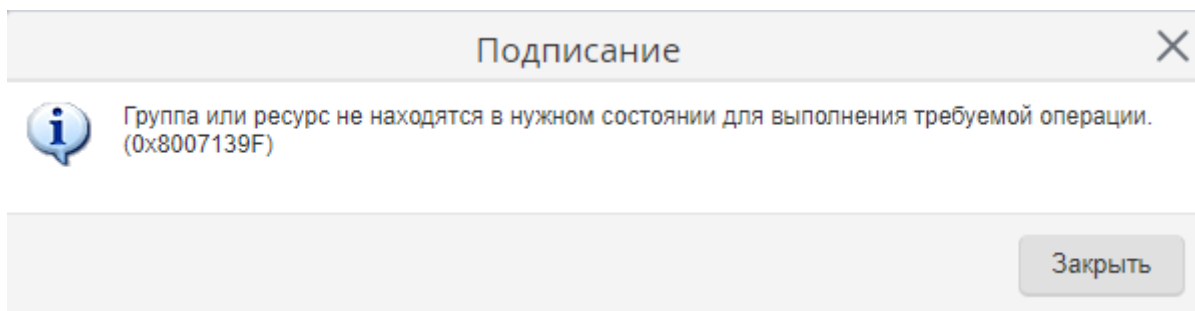 Подписание
Группа или ресурс не находятся в нужном состоянии для выполнения требуемой операции.
(0x8007139F)
Закрыть